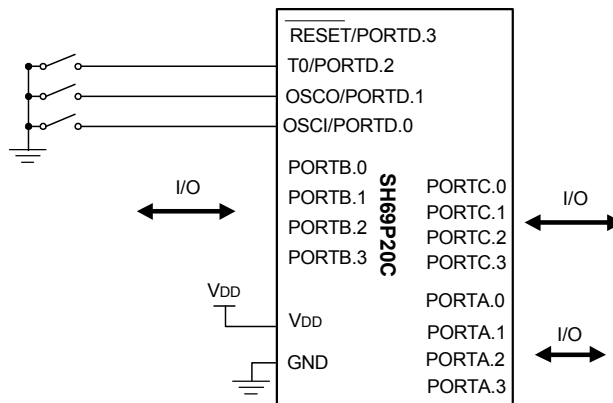 RESET/PORTD.3
T0/PORTD.2
OSCO/PORTD.1
OSCI/PORTD.0
PORTB.0
PORTB.1
PORTB.2
PORTB.3
I/O
SH69P20C
PORTC.0
PORTC.1
PORTC.2
PORTC.3
I/O
VDD
VDD
GND
PORTA.0
PORTA.1
PORTA.2
PORTA.3
I/O